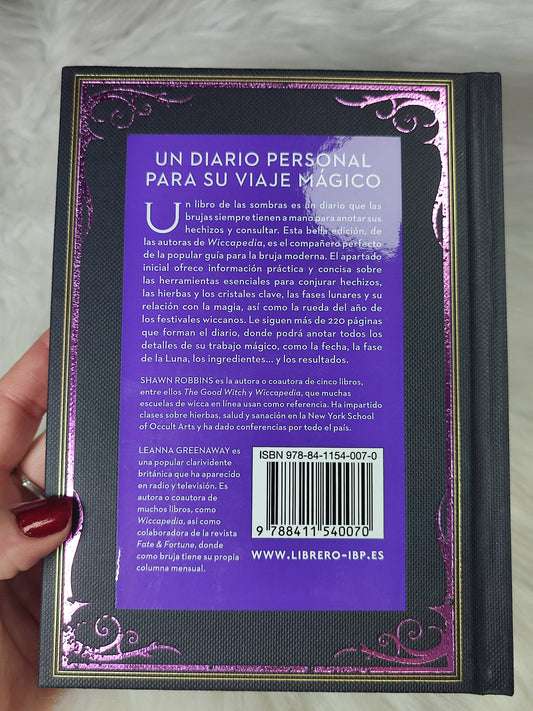 UN DIARIO PERSONAL
PARA SU VIAJE MÁGICO
Un libro de las sombras es un diario que las
brujas siempre tienen a mano para anotar sus
hechizos y consultar. Esta bella edición, de
las autoras de Wiccapedia, es el compañero perfecto
de la popular guía para la bruja moderna. El apartado
inicial ofrece información práctica y concisa sobre
las herramientas esenciales para conjurar hechizos,
las hierbas y los cristales clave, las fases lunares y su
relación con la magia, así como la rueda del año de
los festivales wiccanos. Le siguen más de 220 páginas
que forman el diario, donde podrá anotar todos los
detalles de su trabajo mágico, como la fecha, la fase
de la Luna, los ingredientes... y los resultados.
SHAWN ROBBINS es la autora o coautora de cinco libros,
entre ellos The Good Witch y Wiccapedia, que muchas
escuelas de wicca en línea usan como referencia. Ha impartido
clases sobre hierbas, salud y sanación en la New York School
of Occult Arts y ha dado conferencias por todo el país.
LEANNA GREENAWAY es
una popular clarividente
británica que ha aparecido
en radio y televisión. Es
autora o coautora de
muchos libros, como
Wiccapedia, así como
colaboradora de la revista
Fate & Fortune, donde
como bruja tiene su propia
columna mensual.
ISBN 978-84-1154-007-0
9 788411 540070
WWW.LIBRERO-IBP.ES